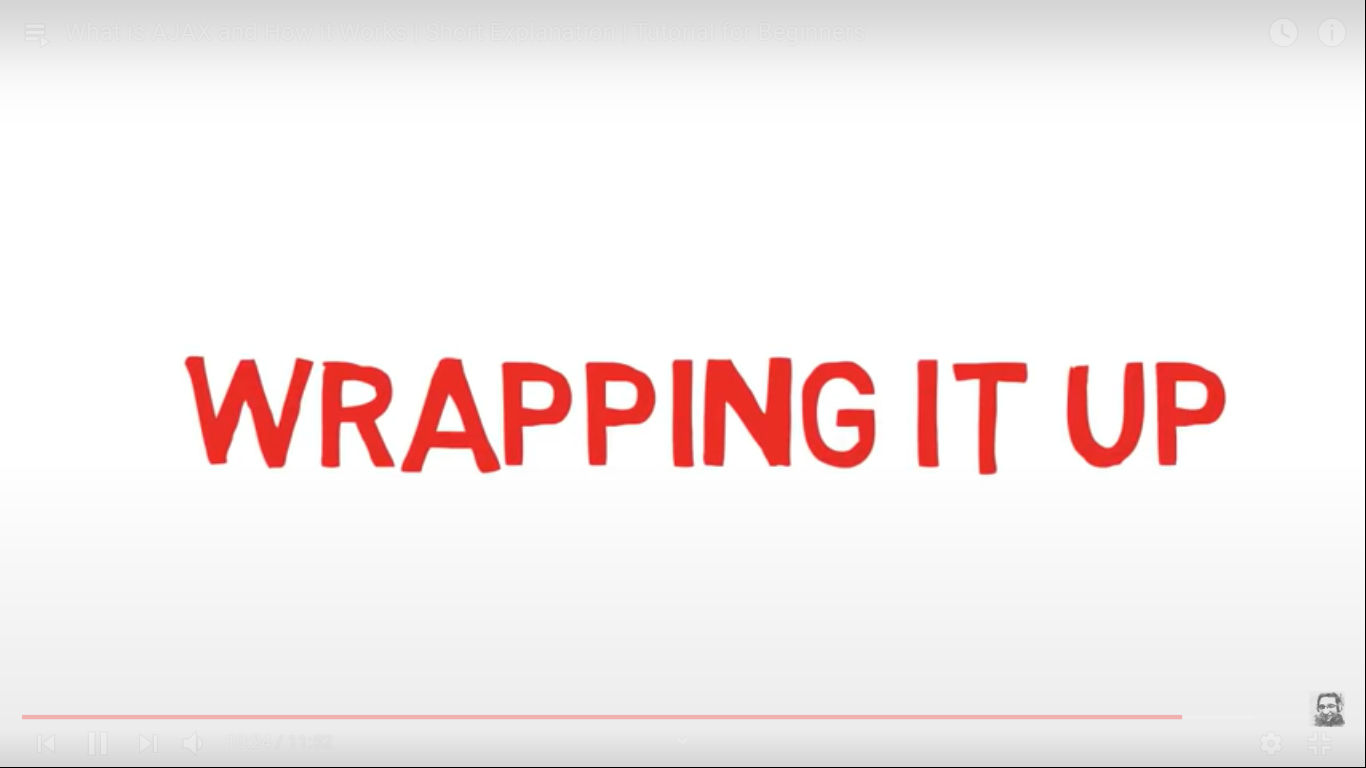 What is AJAX and How it Works | Short Explanation | Tutorial for Beginners
WRAPPING IT UP